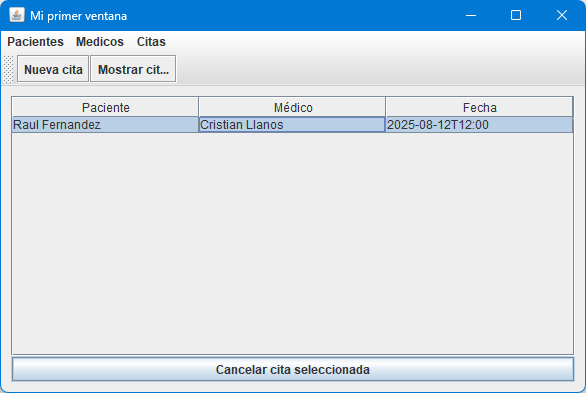 Mi primer ventana
Pacientes Medicos Citas
Nueva cita Mostrar cit...
Paciente Médico Fecha
Raul Fernandez Cristian Llanos 2025-08-12T12:00
Cancelar cita seleccionada